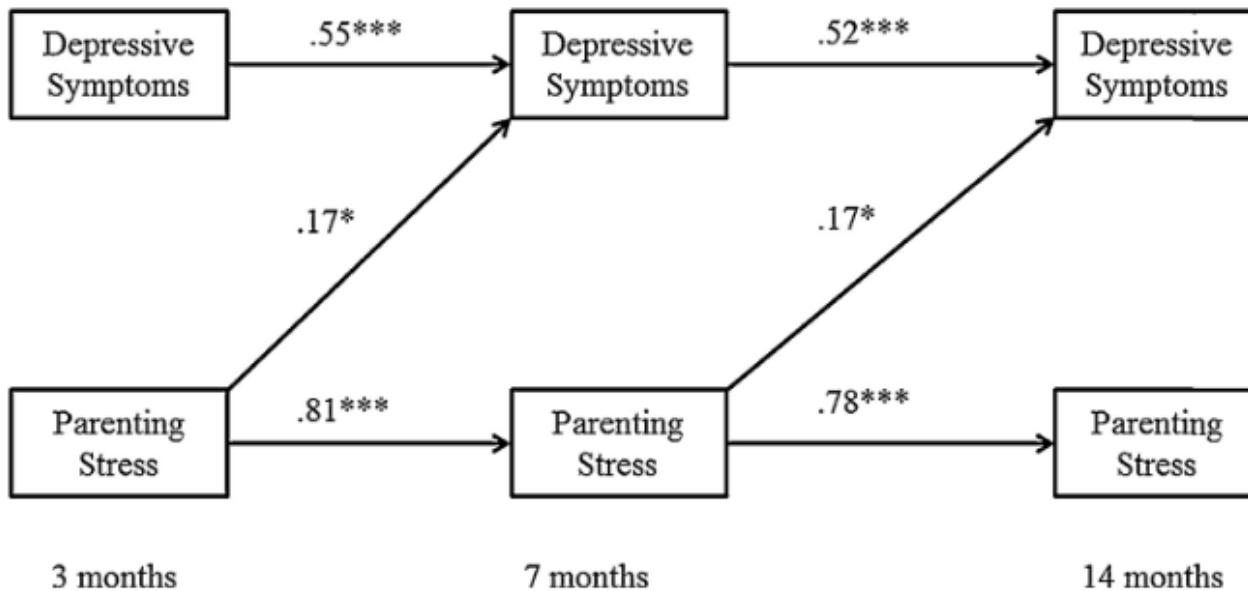 .55***
.52***
Depressive
Symptoms
Depressive
Symptoms
Depressive
Symptoms
.17*
.17*
.81***
.78***
Parenting
Stress
Parenting
Stress
Parenting
Stress
3 months
7 months
14 months